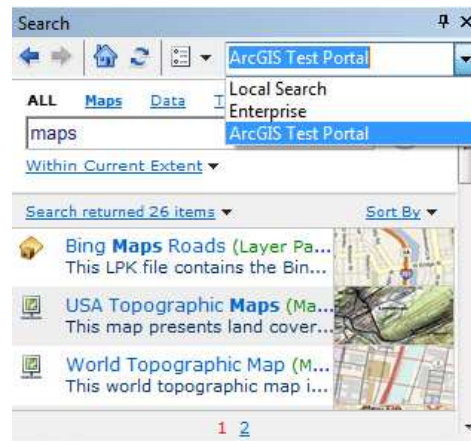 Search
ArcGIS Test Portal
Local Search
Enterprise
ArcGIS Test Portal
ALL Maps Data
maps
Within Current Extent
Search returned 26 items Sort By
Bing Maps Roads (Layer Pa...
This LPK file contains the Bin...
USA Topographic Maps (Ma...
This map presents land cover...
World Topographic Map (M...
This world topographic map i...
1 2